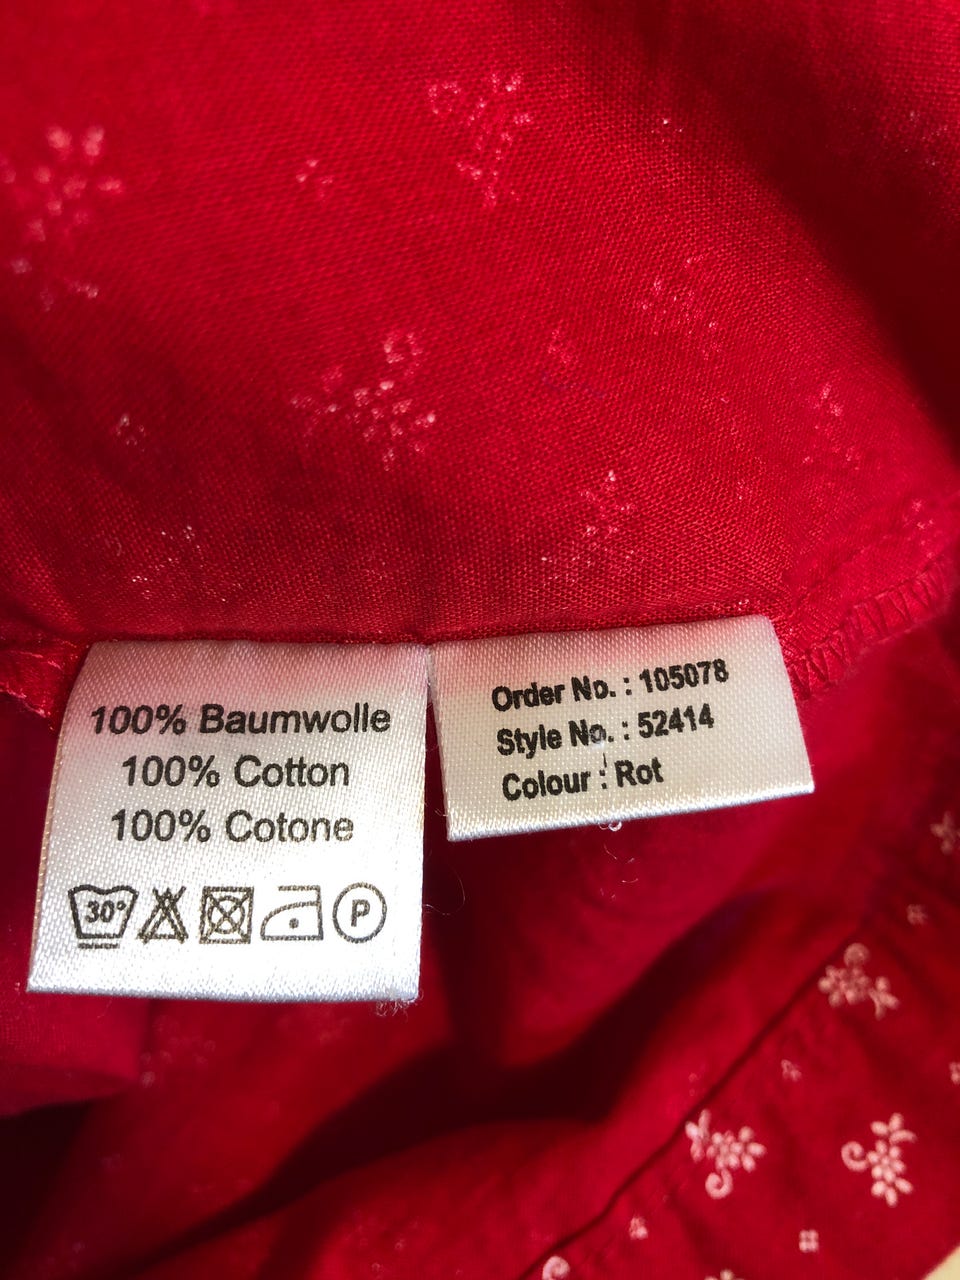 100% Baumwolle
100% Cotton
100% Cotone
30° P
Order No. : 105078
Style No. : 52414
Colour : Rot